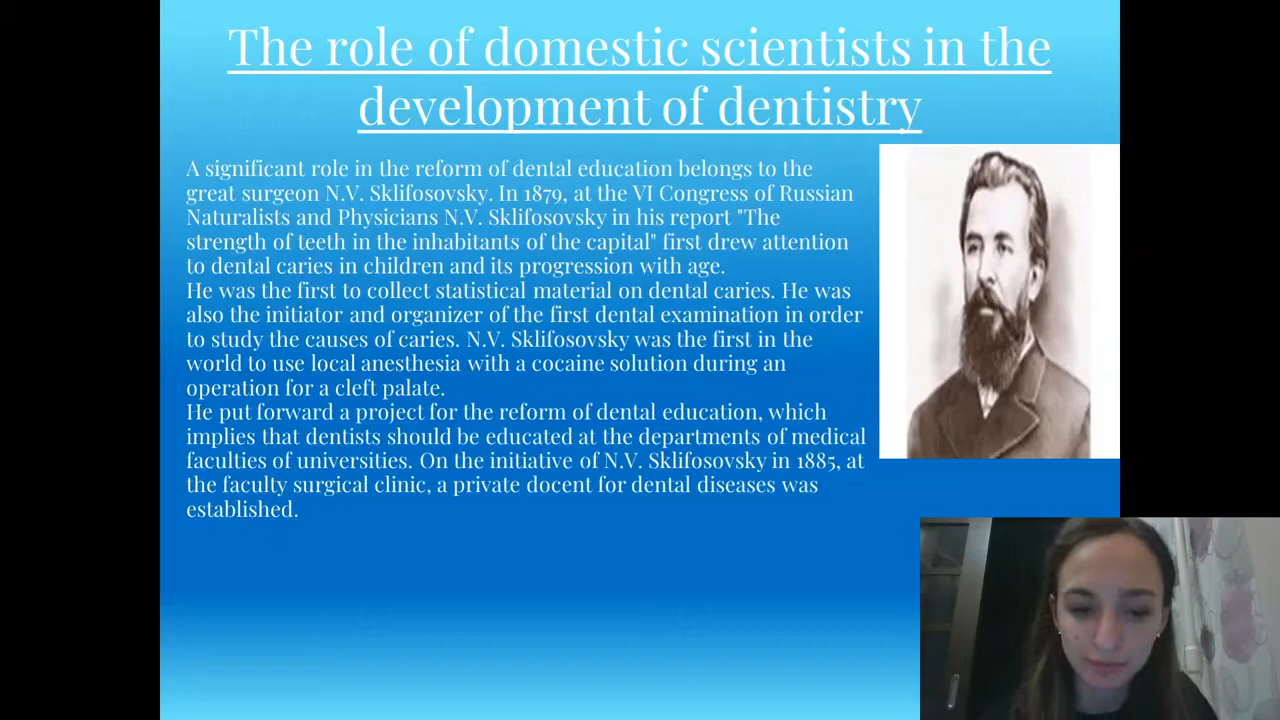 The role of domestic scientists in the
development of dentistry
A significant role in the reform of dental education belongs to the
great surgeon N.V. Sklifosovsky. In 1879, at the VI Congress of Russian
Naturalists and Physicians N.V. Sklifosovsky in his report "The
strength of teeth in the inhabitants of the capital" first drew attention
to dental caries in children and its progression with age.
He was the first to collect statistical material on dental caries. He was
also the initiator and organizer of the first dental examination in order
to study the causes of caries. N.V. Sklifosovsky was the first in the
world to use local anesthesia with a cocaine solution during an
operation for a cleft palate.
He put forward a project for the reform of dental education, which
implies that dentists should be educated at the departments of medical
faculties of universities. On the initiative of N.V. Sklifosovsky in 1885, at
the faculty surgical clinic, a private docent for dental diseases was
established.